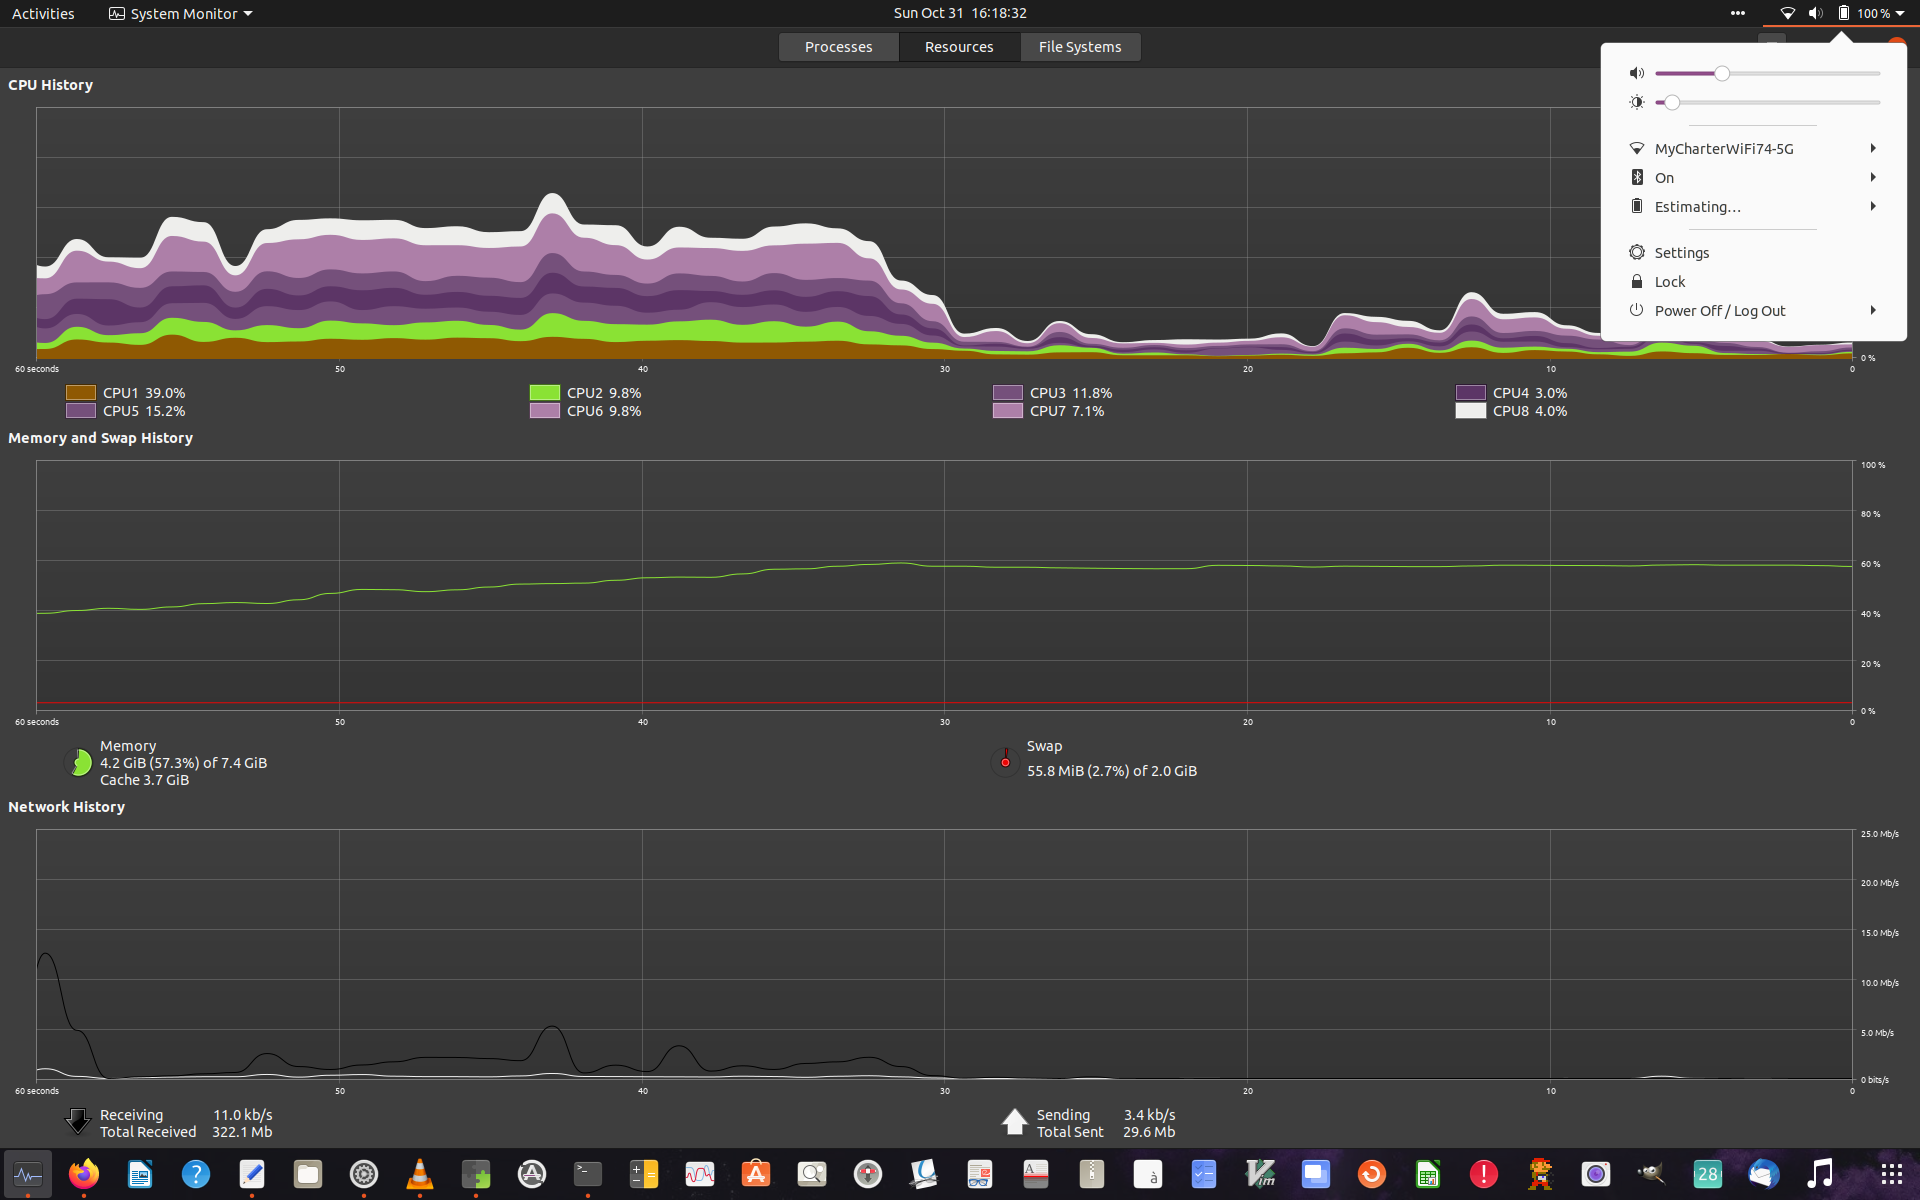 Activities System Monitor Sun Oct 31 16:18:32 100 %
Processes Resources File Systems
CPU History
MyCharterWiFi74-5G
On
Estimating…
Settings
Lock
Power Off / Log Out
0 %
60 seconds 50 40 30 20 10 0
CPU1 39.0% CPU2 9.8% CPU3 11.8% CPU4 3.0%
CPU5 15.2% CPU6 9.8% CPU7 7.1% CPU8 4.0%
Memory and Swap History
100 %
80 %
60 %
40 %
20 %
0 %
60 seconds 50 40 30 20 10 0
Memory
4.2 GiB (57.3%) of 7.4 GiB
Cache 3.7 GiB
Swap
55.8 MiB (2.7%) of 2.0 GiB
Network History
25.0 Mb/s
20.0 Mb/s
15.0 Mb/s
10.0 Mb/s
5.0 Mb/s
0 bits/s
60 seconds 50 40 30 20 10 0
Receiving 11.0 kb/s Sending 3.4 kb/s
Total Received 322.1 Mb Total Sent 29.6 Mb
? >_ A à Vim ! 28